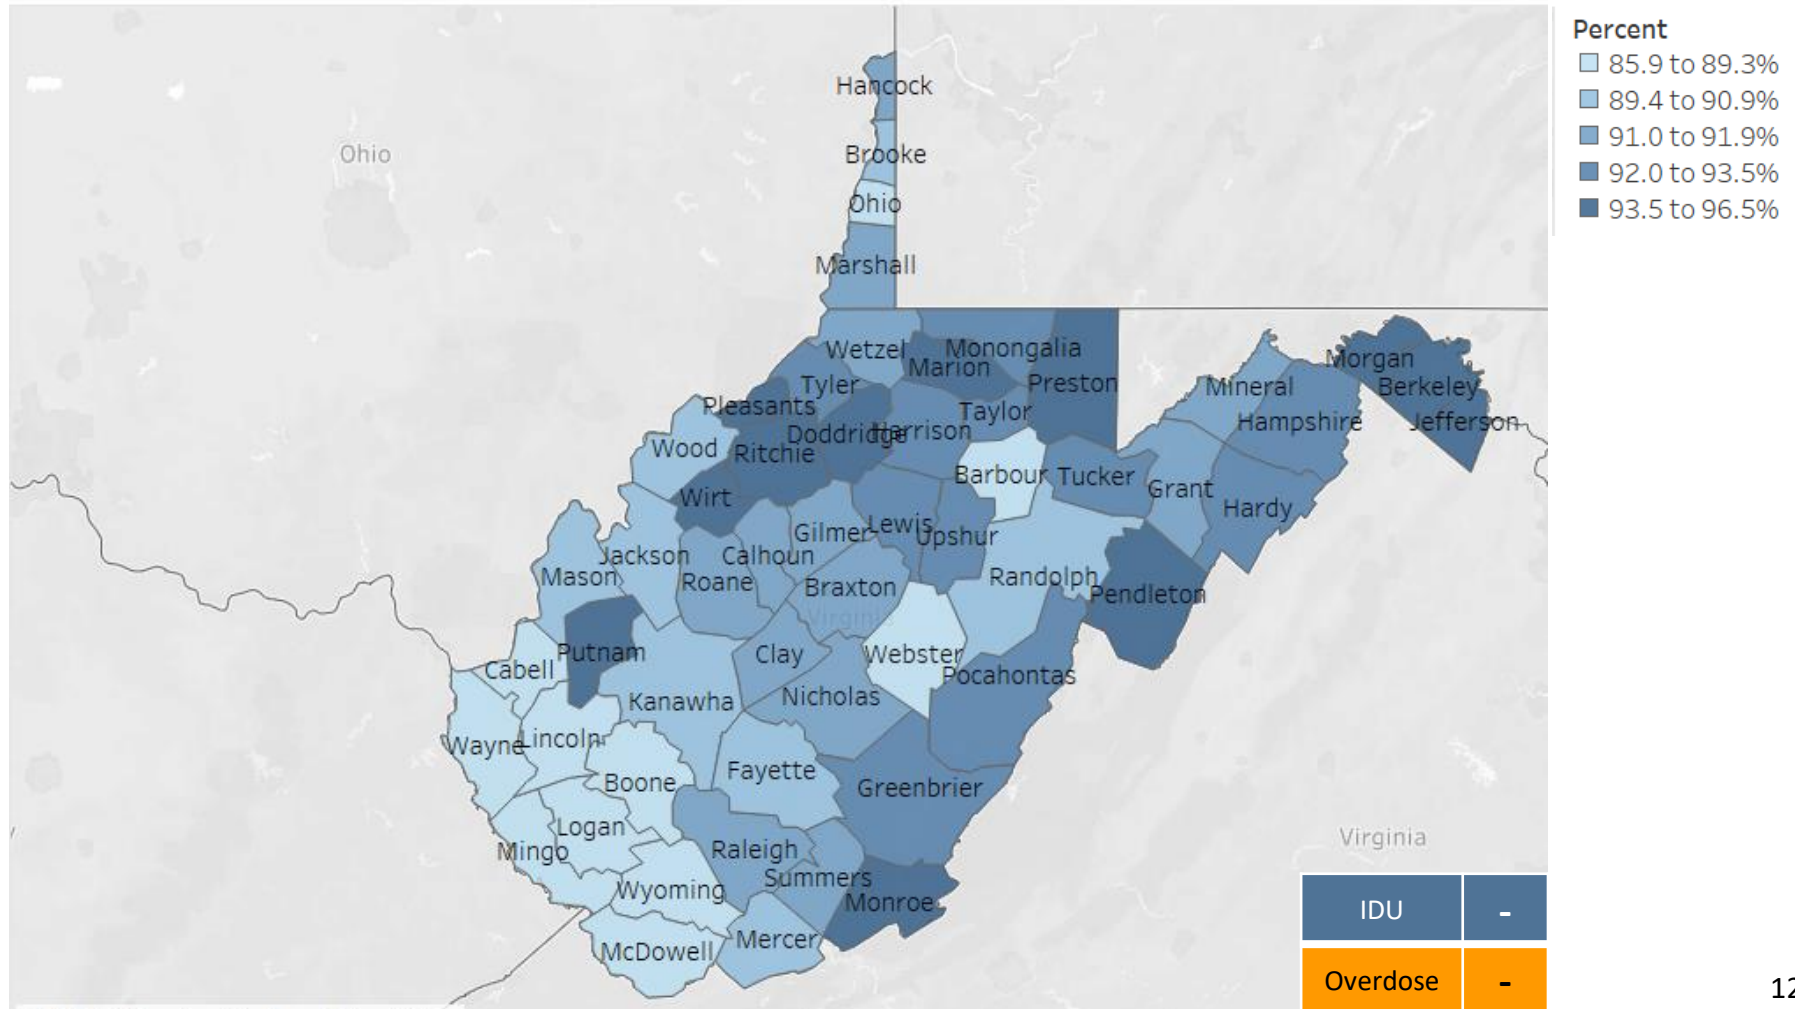 Percent
85.9 to 89.3%
89.4 to 90.9%
91.0 to 91.9%
92.0 to 93.5%
93.5 to 96.5%
Hancock
Ohio
Brooke
Ohio
Marshall
Wetzel
Monongalia
Marion
Morgan
Tyler
Preston
Mineral
Berkeley
Pleasants
Taylor
Hampshire
Jefferson
Doddridge
Harrison
Wood
Ritchie
Barbour
Tucker
Grant
Wirt
Hardy
Lewis
Gilmer
Upshur
Jackson
Calhoun
Mason
Roane
Braxton
Randolph
Pendleton
Virginia
Putnam
Clay
Webster
Cabell
Pocahontas
Kanawha
Nicholas
Wayne
Lincoln
Boone
Fayette
Greenbrier
Logan
Virginia
Mingo
Raleigh
Summers
Wyoming
Monroe
IDU -
McDowell
Mercer
Overdose -
12